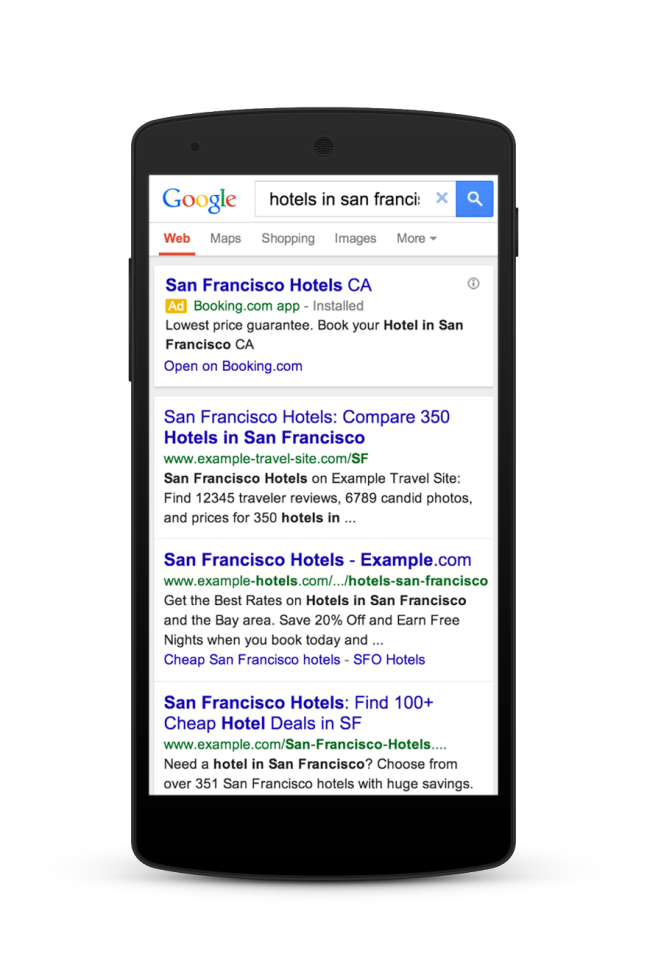 Google hotels in san franci
Web Maps Shopping Images More
San Francisco Hotels CA
Ad Booking.com app - Installed
Lowest price guarantee. Book your Hotel in San
Francisco CA
Open on Booking.com
San Francisco Hotels: Compare 350
Hotels in San Francisco
www.example-travel-site.com/SF
San Francisco Hotels on Example Travel Site:
Find 12345 traveler reviews, 6789 candid photos,
and prices for 350 hotels in ...
San Francisco Hotels - Example.com
www.example-hotels.com/.../hotels-san-francisco
Get the Best Rates on Hotels in San Francisco
and the Bay area. Save 20% Off and Earn Free
Nights when you book today and ...
Cheap San Francisco hotels - SFO Hotels
San Francisco Hotels: Find 100+
Cheap Hotel Deals in SF
www.example.com/San-Francisco-Hotels....
Need a hotel in San Francisco? Choose from
over 351 San Francisco hotels with huge savings.